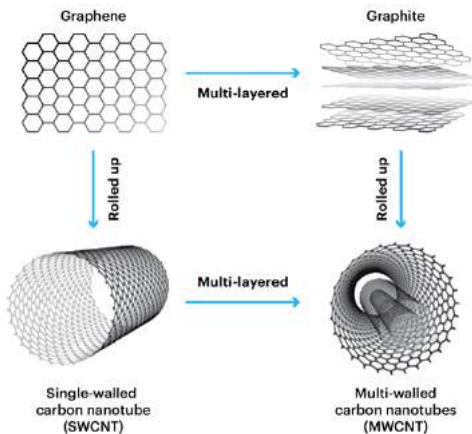 Graphene
Graphite
Multi-layered
Rolled up
Rolled up
Multi-layered
Single-walled
carbon nanotube
(SWCNT)
Multi-walled
carbon nanotubes
(MWCNT)